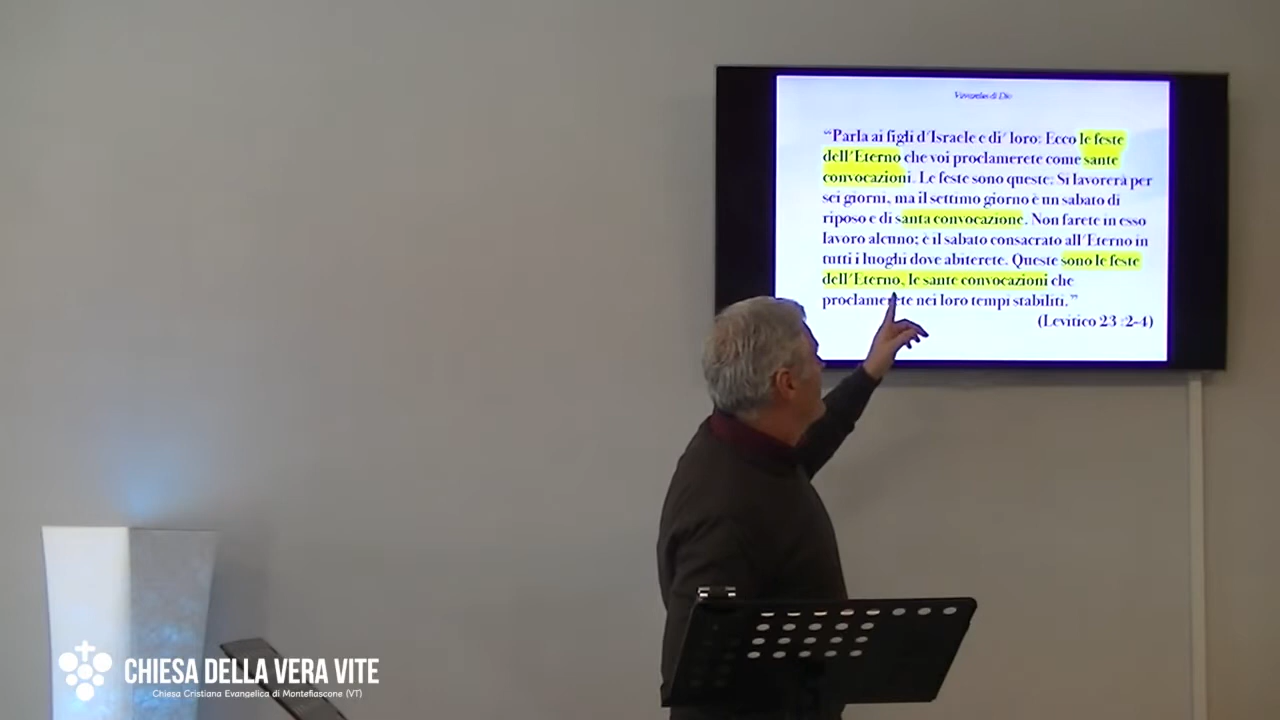 “Parla ai figli d'Israele e di' loro: Ecco le feste
dell'Eterno che voi proclamerete come sante
convocazioni. Le feste sono queste: Si lavorerà per
sei giorni, ma il settimo giorno è un sabato di
riposo e di santa convocazione. Non farete in esso
lavoro alcuno; è il sabato consacrato all'Eterno in
tutti i luoghi dove abiterete. Queste sono le feste
dell'Eterno, le sante convocazioni che
proclamerete nei loro tempi stabiliti.”
(Levitico 23 :2-4)
CHIESA DELLA VERA VITE
Chiesa Cristiana Evangelica di Montefiascone (VT)